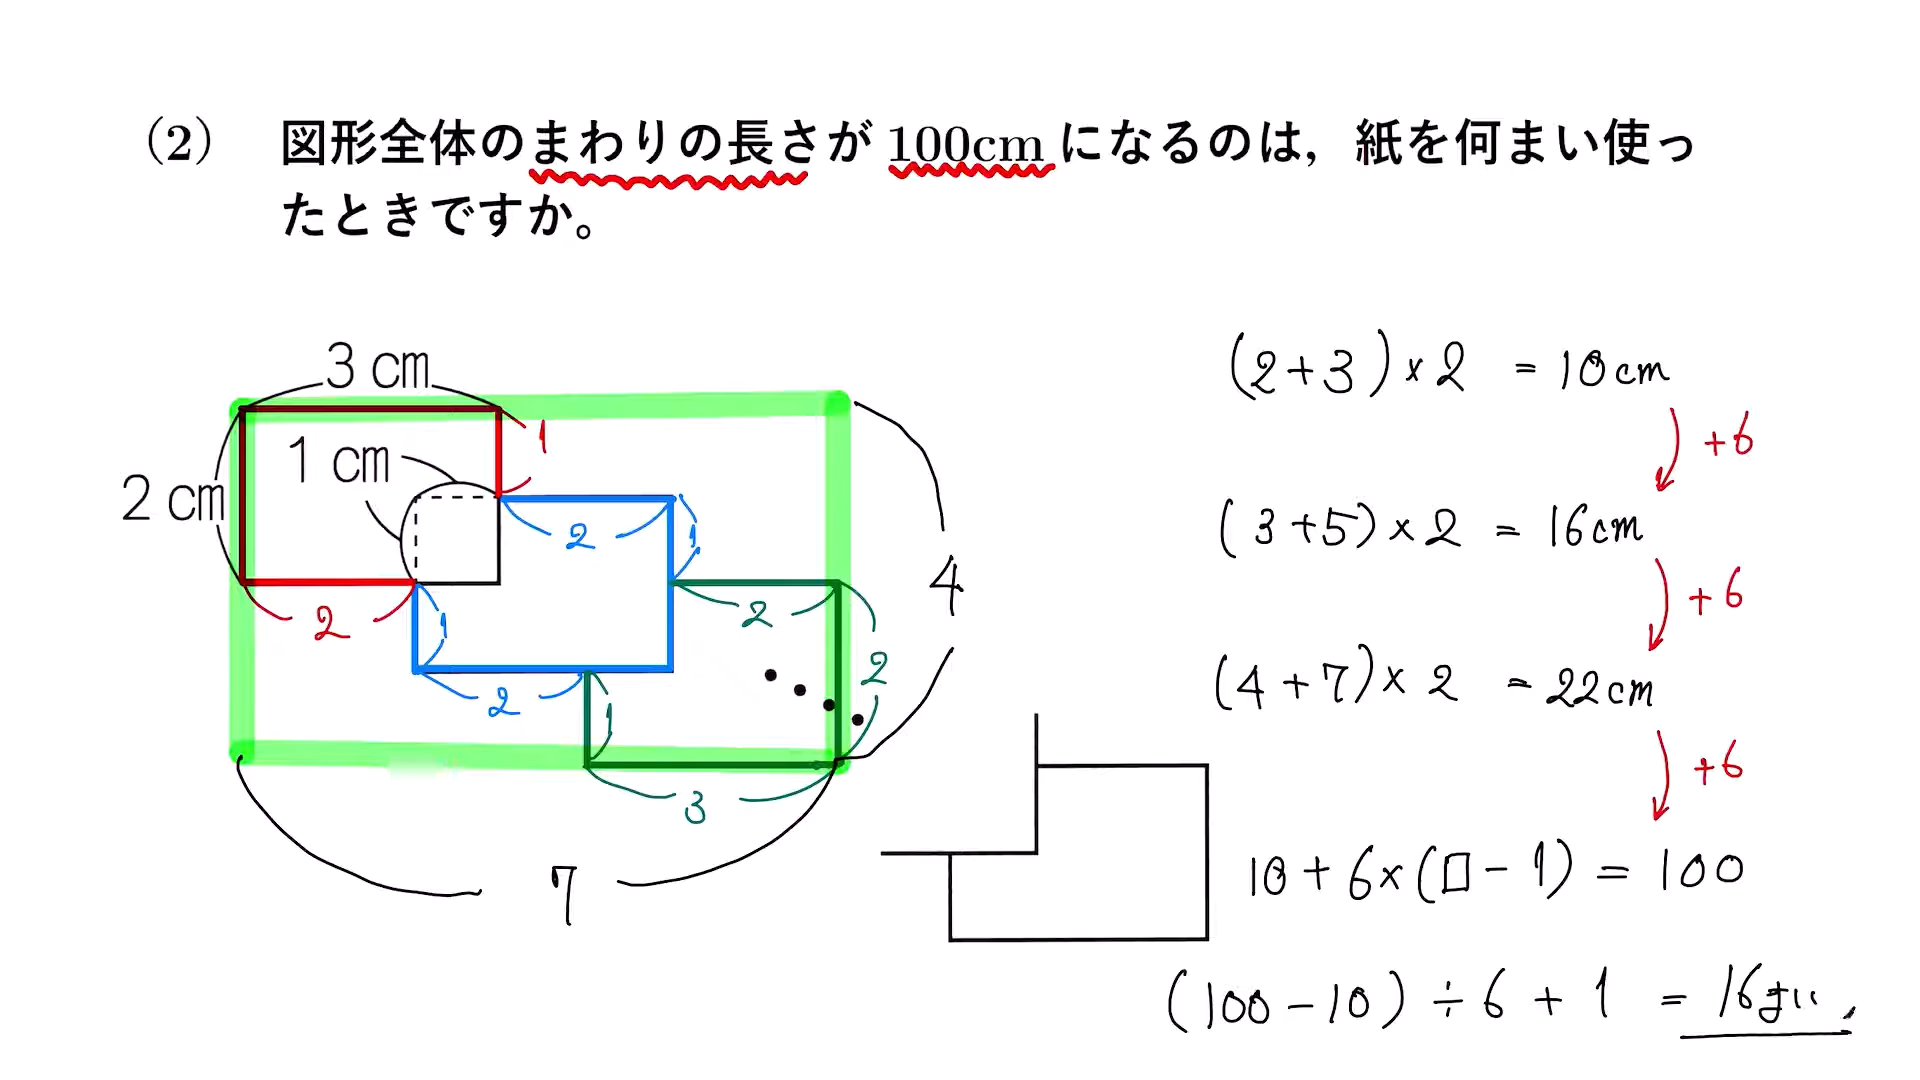 （2） 図形全体のまわりの長さが 100cm になるのは，紙を何まい使っ
たときですか。
3 cm
1
1 cm
2 cm
2
1
2
1
2
2
2
1
3
4
7
(2+3)×2 = 10cm
+6
(3+5)×2 = 16cm
+6
(4+7)×2 = 22cm
+6
10+6×(□-1) = 100
(100-10)÷6+1 = 16まい